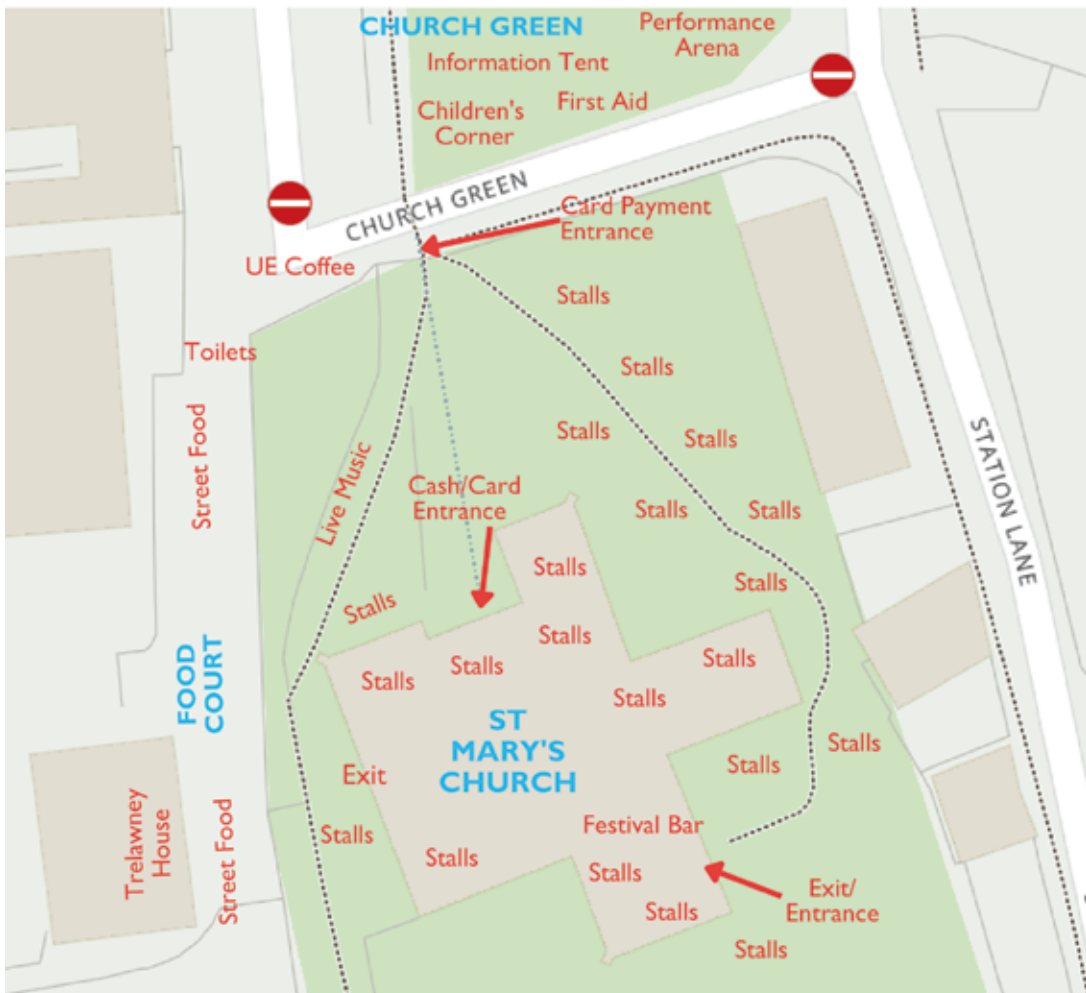 CHURCH GREEN
Performance
Arena
Information Tent
Children's
Corner
First Aid
CHURCH GREEN
Card Payment
Entrance
UE Coffee
Stalls
Toilets
Stalls
Street Food
Stalls
Stalls
STATION LANE
Live Music
Cash/Card
Entrance
Stalls
Stalls
Stalls
Stalls
Stalls
Stalls
Stalls
Stalls
Stalls
Stalls
FOOD
COURT
ST
MARY'S
CHURCH
Stalls
Stalls
Exit
Trelawney
House
Street Food
Stalls
Festival Bar
Stalls
Stalls
Stalls
Exit/
Entrance
Stalls